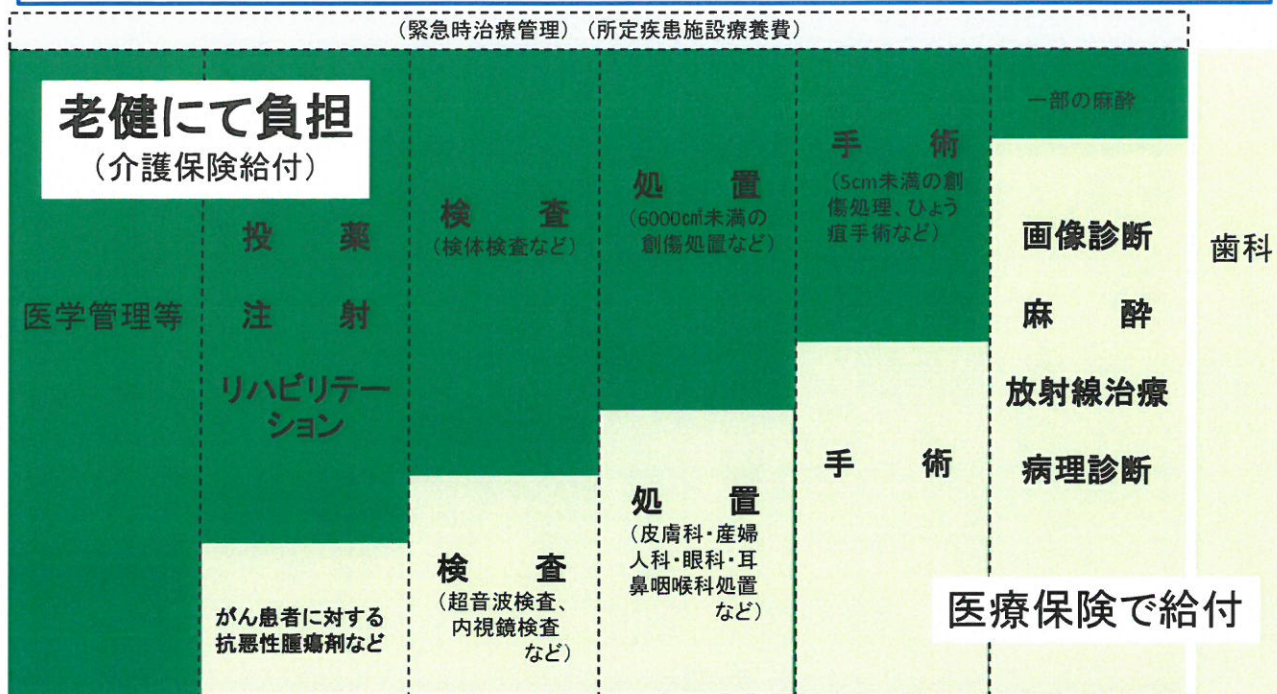 (緊急時治療管理)(所定疾患施設療養費)
老健にて負担
(介護保険給付)
医学管理等
投 薬
注 射
リハビリテー
ション
がん患者に対する
抗悪性腫瘍剤など
検 査
(検体検査など)
検 査
(超音波検査、
内視鏡検査
など)
処 置
(6000㎠未満の
創傷処置など)
処 置
(皮膚科・産婦
人科・眼科・耳
鼻咽喉科処置
など)
手 術
(5cm未満の創
傷処理、ひょう
疽手術など)
手 術
一部の麻酔
画像診断
麻 酔
放射線治療
病理診断
歯科
医療保険で給付